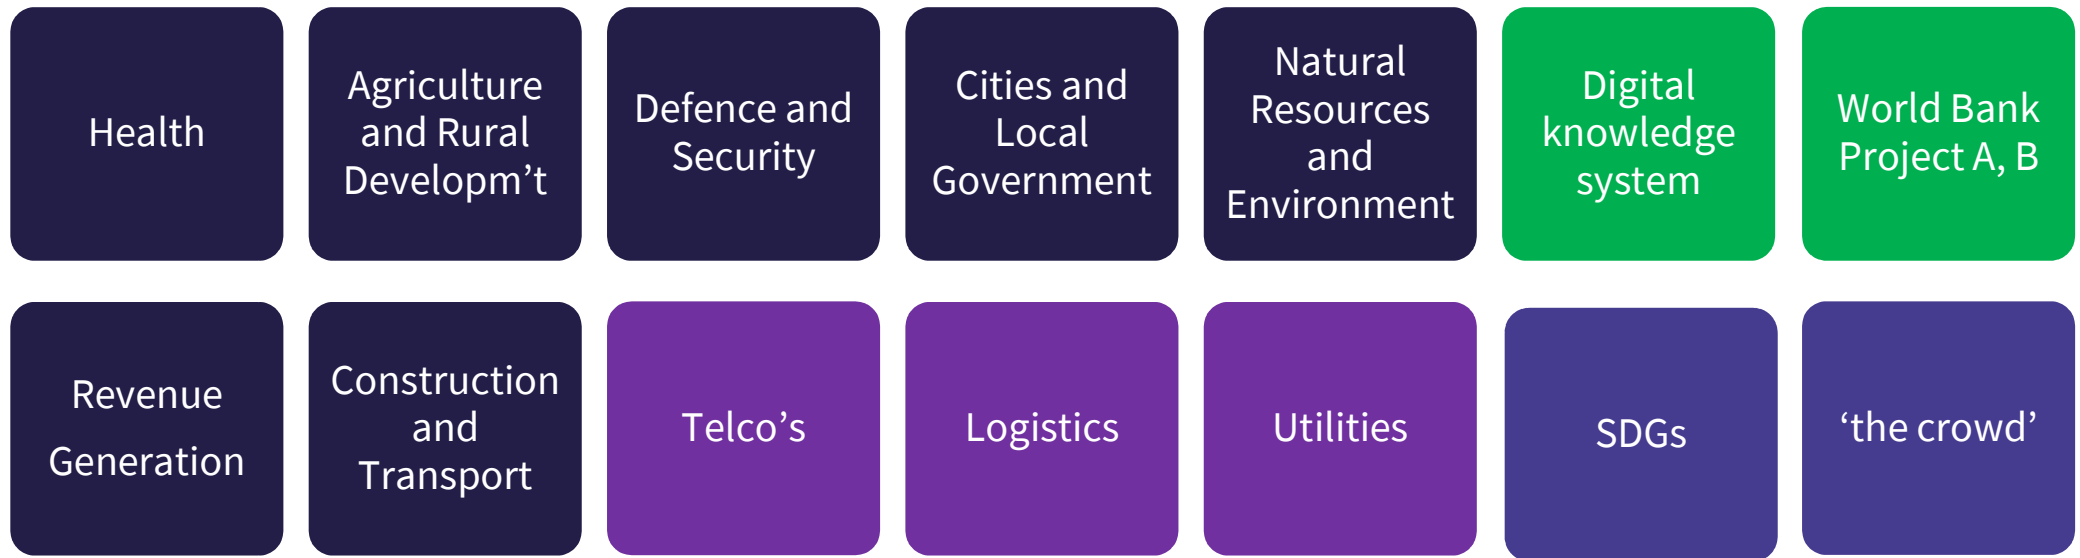 Health
Agriculture
and Rural
Developm’t
Defence and
Security
Cities and
Local
Government
Natural
Resources
and
Environment
Digital
knowledge
system
World Bank
Project A, B
Revenue
Generation
Construction
and
Transport
Telco’s
Logistics
Utilities
SDGs
‘the crowd’